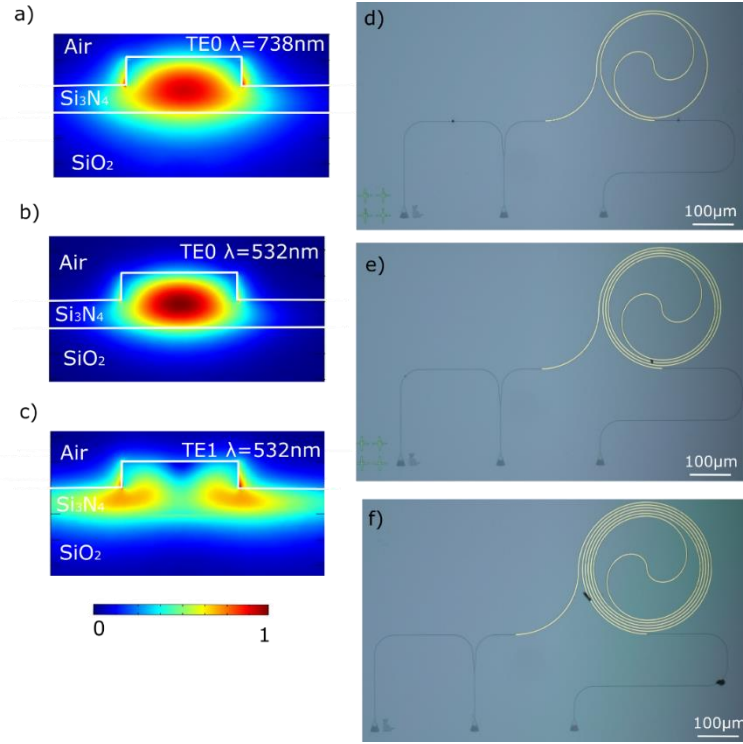 a)
Air
TE0 λ=738nm
Si₃N₄
SiO₂
b)
Air
TE0 λ=532nm
Si₃N₄
SiO₂
c)
Air
TE1 λ=532nm
Si₃N₄
SiO₂
0
1
d)
100μm
e)
100μm
f)
100μm